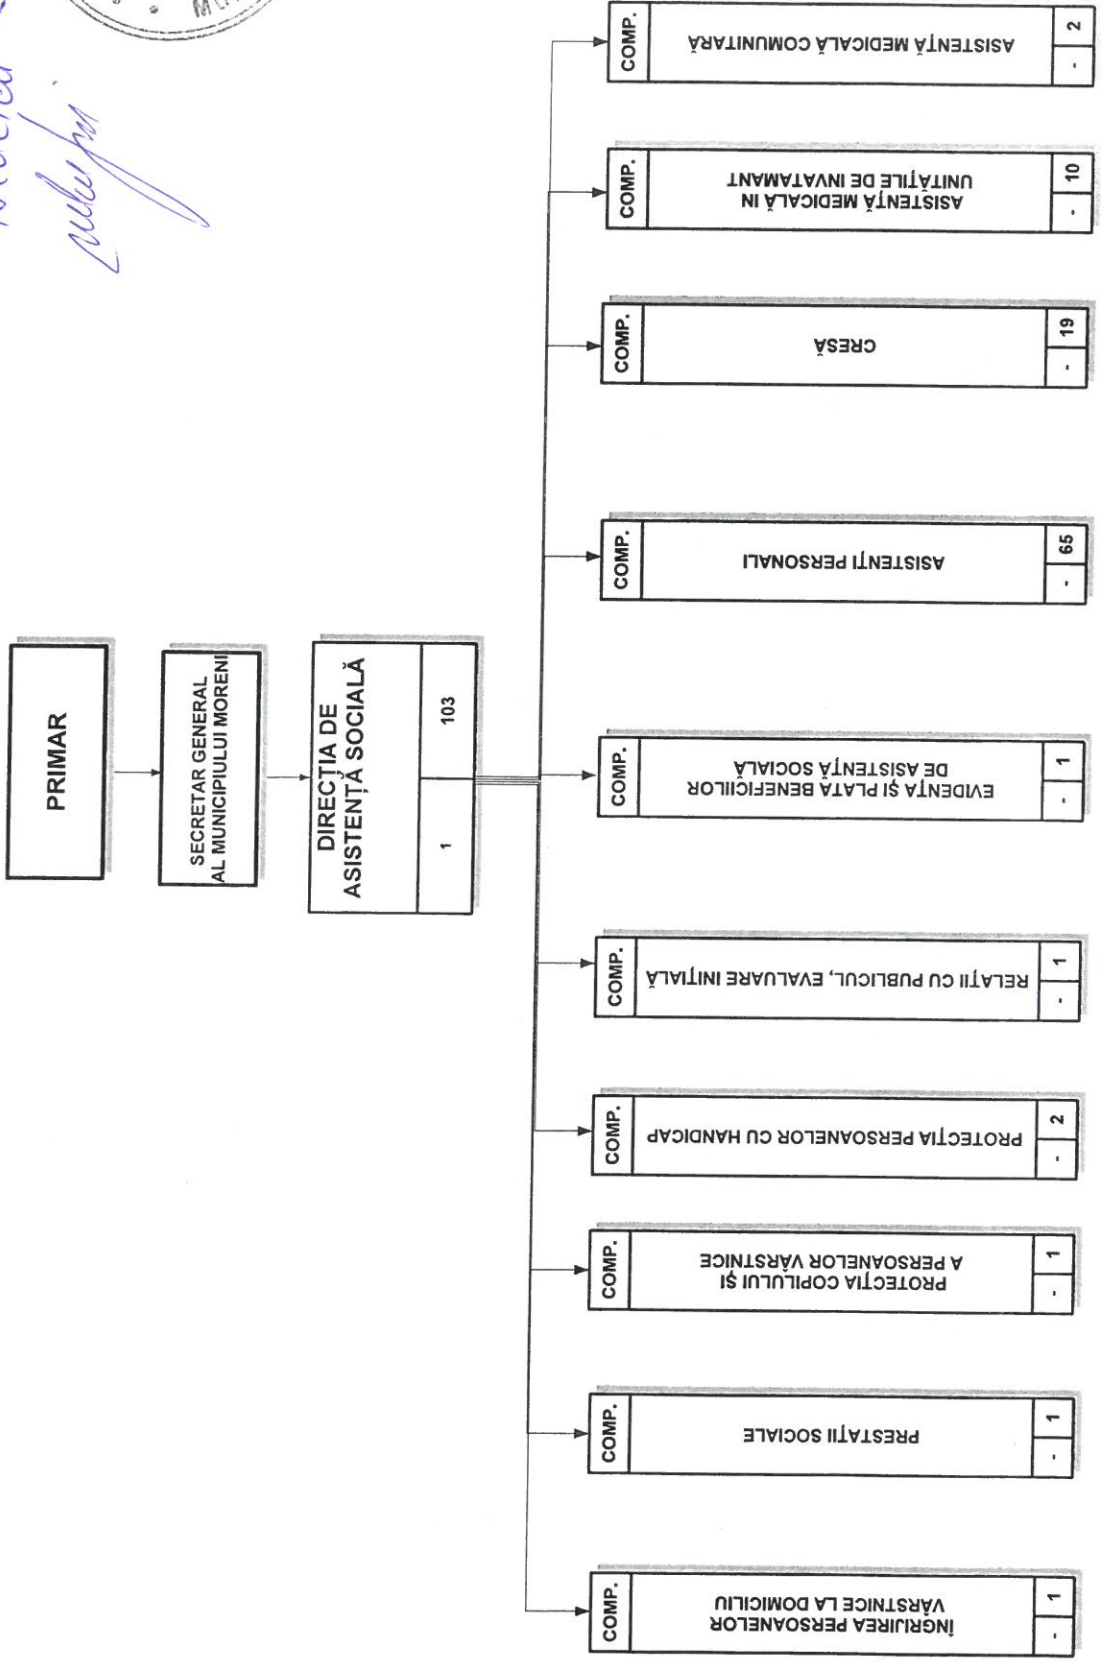 PRIMAR
SECRETAR GENERAL
AL MUNICIPIULUI MORENI
DIRECȚIA DE
ASISTENȚĂ SOCIALĂ
1
103
COMP.
ÎNGRIJIREA PERSOANELOR
VÂRSTNICE LA DOMICILIU
-
1
COMP.
PRESTAȚII SOCIALE
-
1
COMP.
PROTECȚIA COPILULUI ȘI
A PERSOANELOR VÂRSTNICE
-
1
COMP.
PROTECȚIA PERSOANELOR CU HANDICAP
-
2
COMP.
RELAȚII CU PUBLICUL, EVALUARE INIȚIALĂ
-
1
COMP.
EVIDENȚA ȘI PLATA BENEFICIILOR
DE ASISTENȚĂ SOCIALĂ
-
1
COMP.
ASISTENȚI PERSONALI
-
65
COMP.
CRESĂ
-
19
COMP.
ASISTENȚĂ MEDICALĂ IN
UNITĂȚILE DE INVATAMANT
-
10
COMP.
ASISTENȚĂ MEDICALĂ COMUNITARĂ
-
2